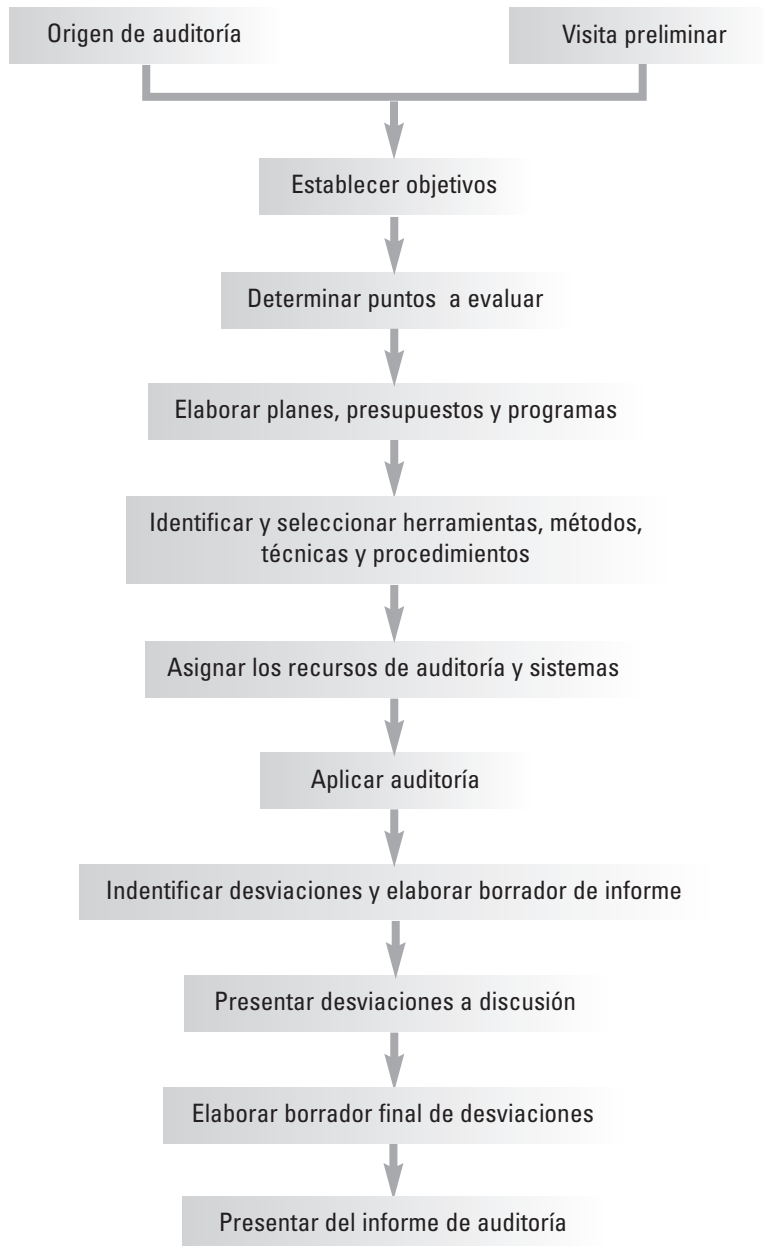 Origen de auditoría
Visita preliminar
Establecer objetivos
Determinar puntos a evaluar
Elaborar planes, presupuestos y programas
Identificar y seleccionar herramientas, métodos,
técnicas y procedimientos
Asignar los recursos de auditoría y sistemas
Aplicar auditoría
Indentificar desviaciones y elaborar borrador de informe
Presentar desviaciones a discusión
Elaborar borrador final de desviaciones
Presentar del informe de auditoría